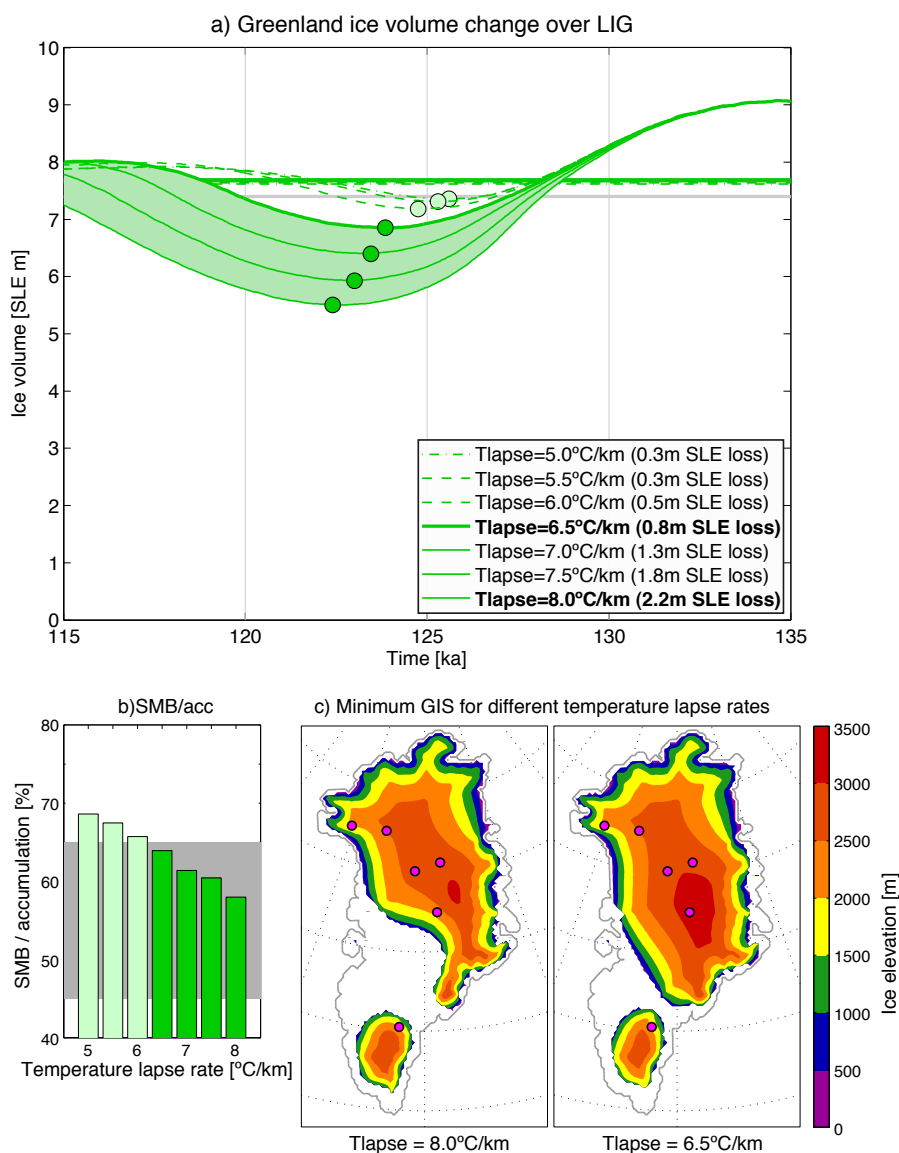 a) Greenland ice volume change over LIG
10
9
8
7
6
5
4
3
2
1
0
Ice volume [SLE m]
Tlapse=5.0ºC/km (0.3m SLE loss)
Tlapse=5.5ºC/km (0.3m SLE loss)
Tlapse=6.0ºC/km (0.5m SLE loss)
Tlapse=6.5ºC/km (0.8m SLE loss)
Tlapse=7.0ºC/km (1.3m SLE loss)
Tlapse=7.5ºC/km (1.8m SLE loss)
Tlapse=8.0ºC/km (2.2m SLE loss)
115 120 125 130 135
Time [ka]
b)SMB/acc
80
70
60
50
40
SMB / accumulation [%]
5 6 7 8
Temperature lapse rate [ºC/km]
c) Minimum GIS for different temperature lapse rates
Tlapse = 8.0ºC/km
Tlapse = 6.5ºC/km
3500
3000
2500
2000
1500
1000
500
0
Ice elevation [m]